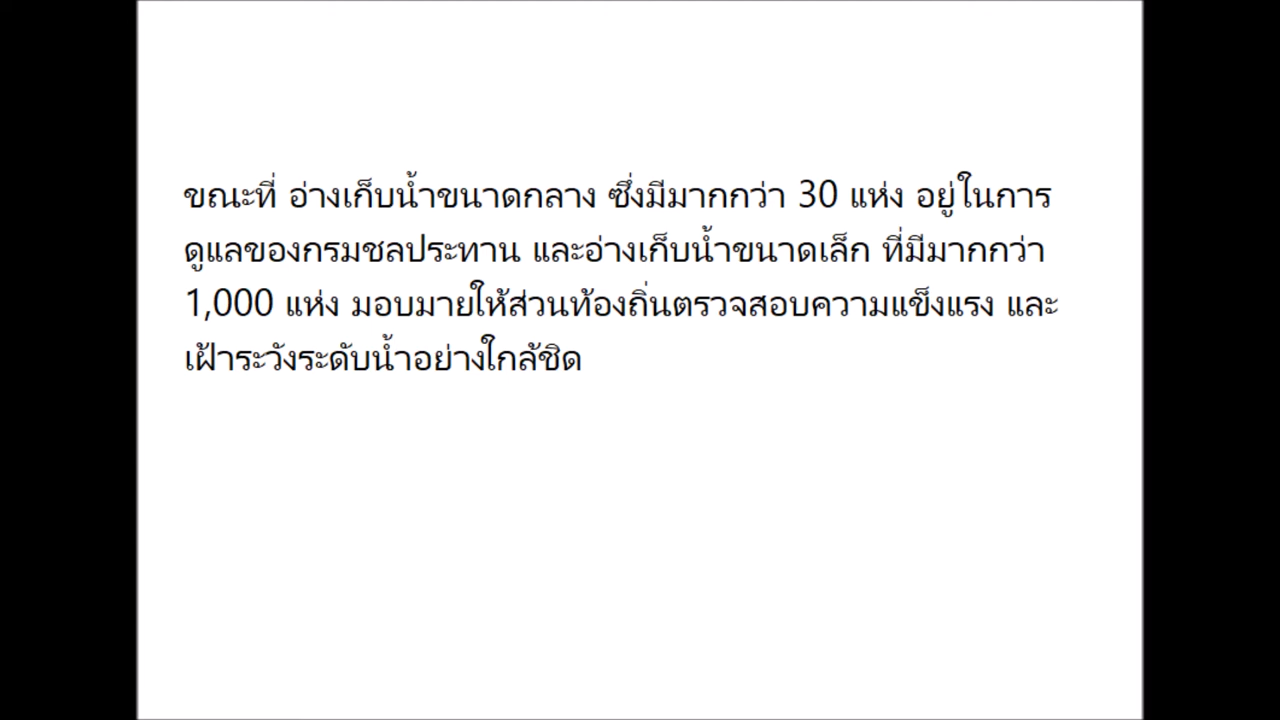 ขณะที่ อ่างเก็บน้ำขนาดกลาง ซึ่งมีมากกว่า 30 แห่ง อยู่ในการ
ดูแลของกรมชลประทาน และอ่างเก็บน้ำขนาดเล็ก ที่มีมากกว่า
1,000 แห่ง มอบมายให้ส่วนท้องถิ่นตรวจสอบความแข็งแรง และ
เฝ้าระวังระดับน้ำอย่างใกล้ชิด